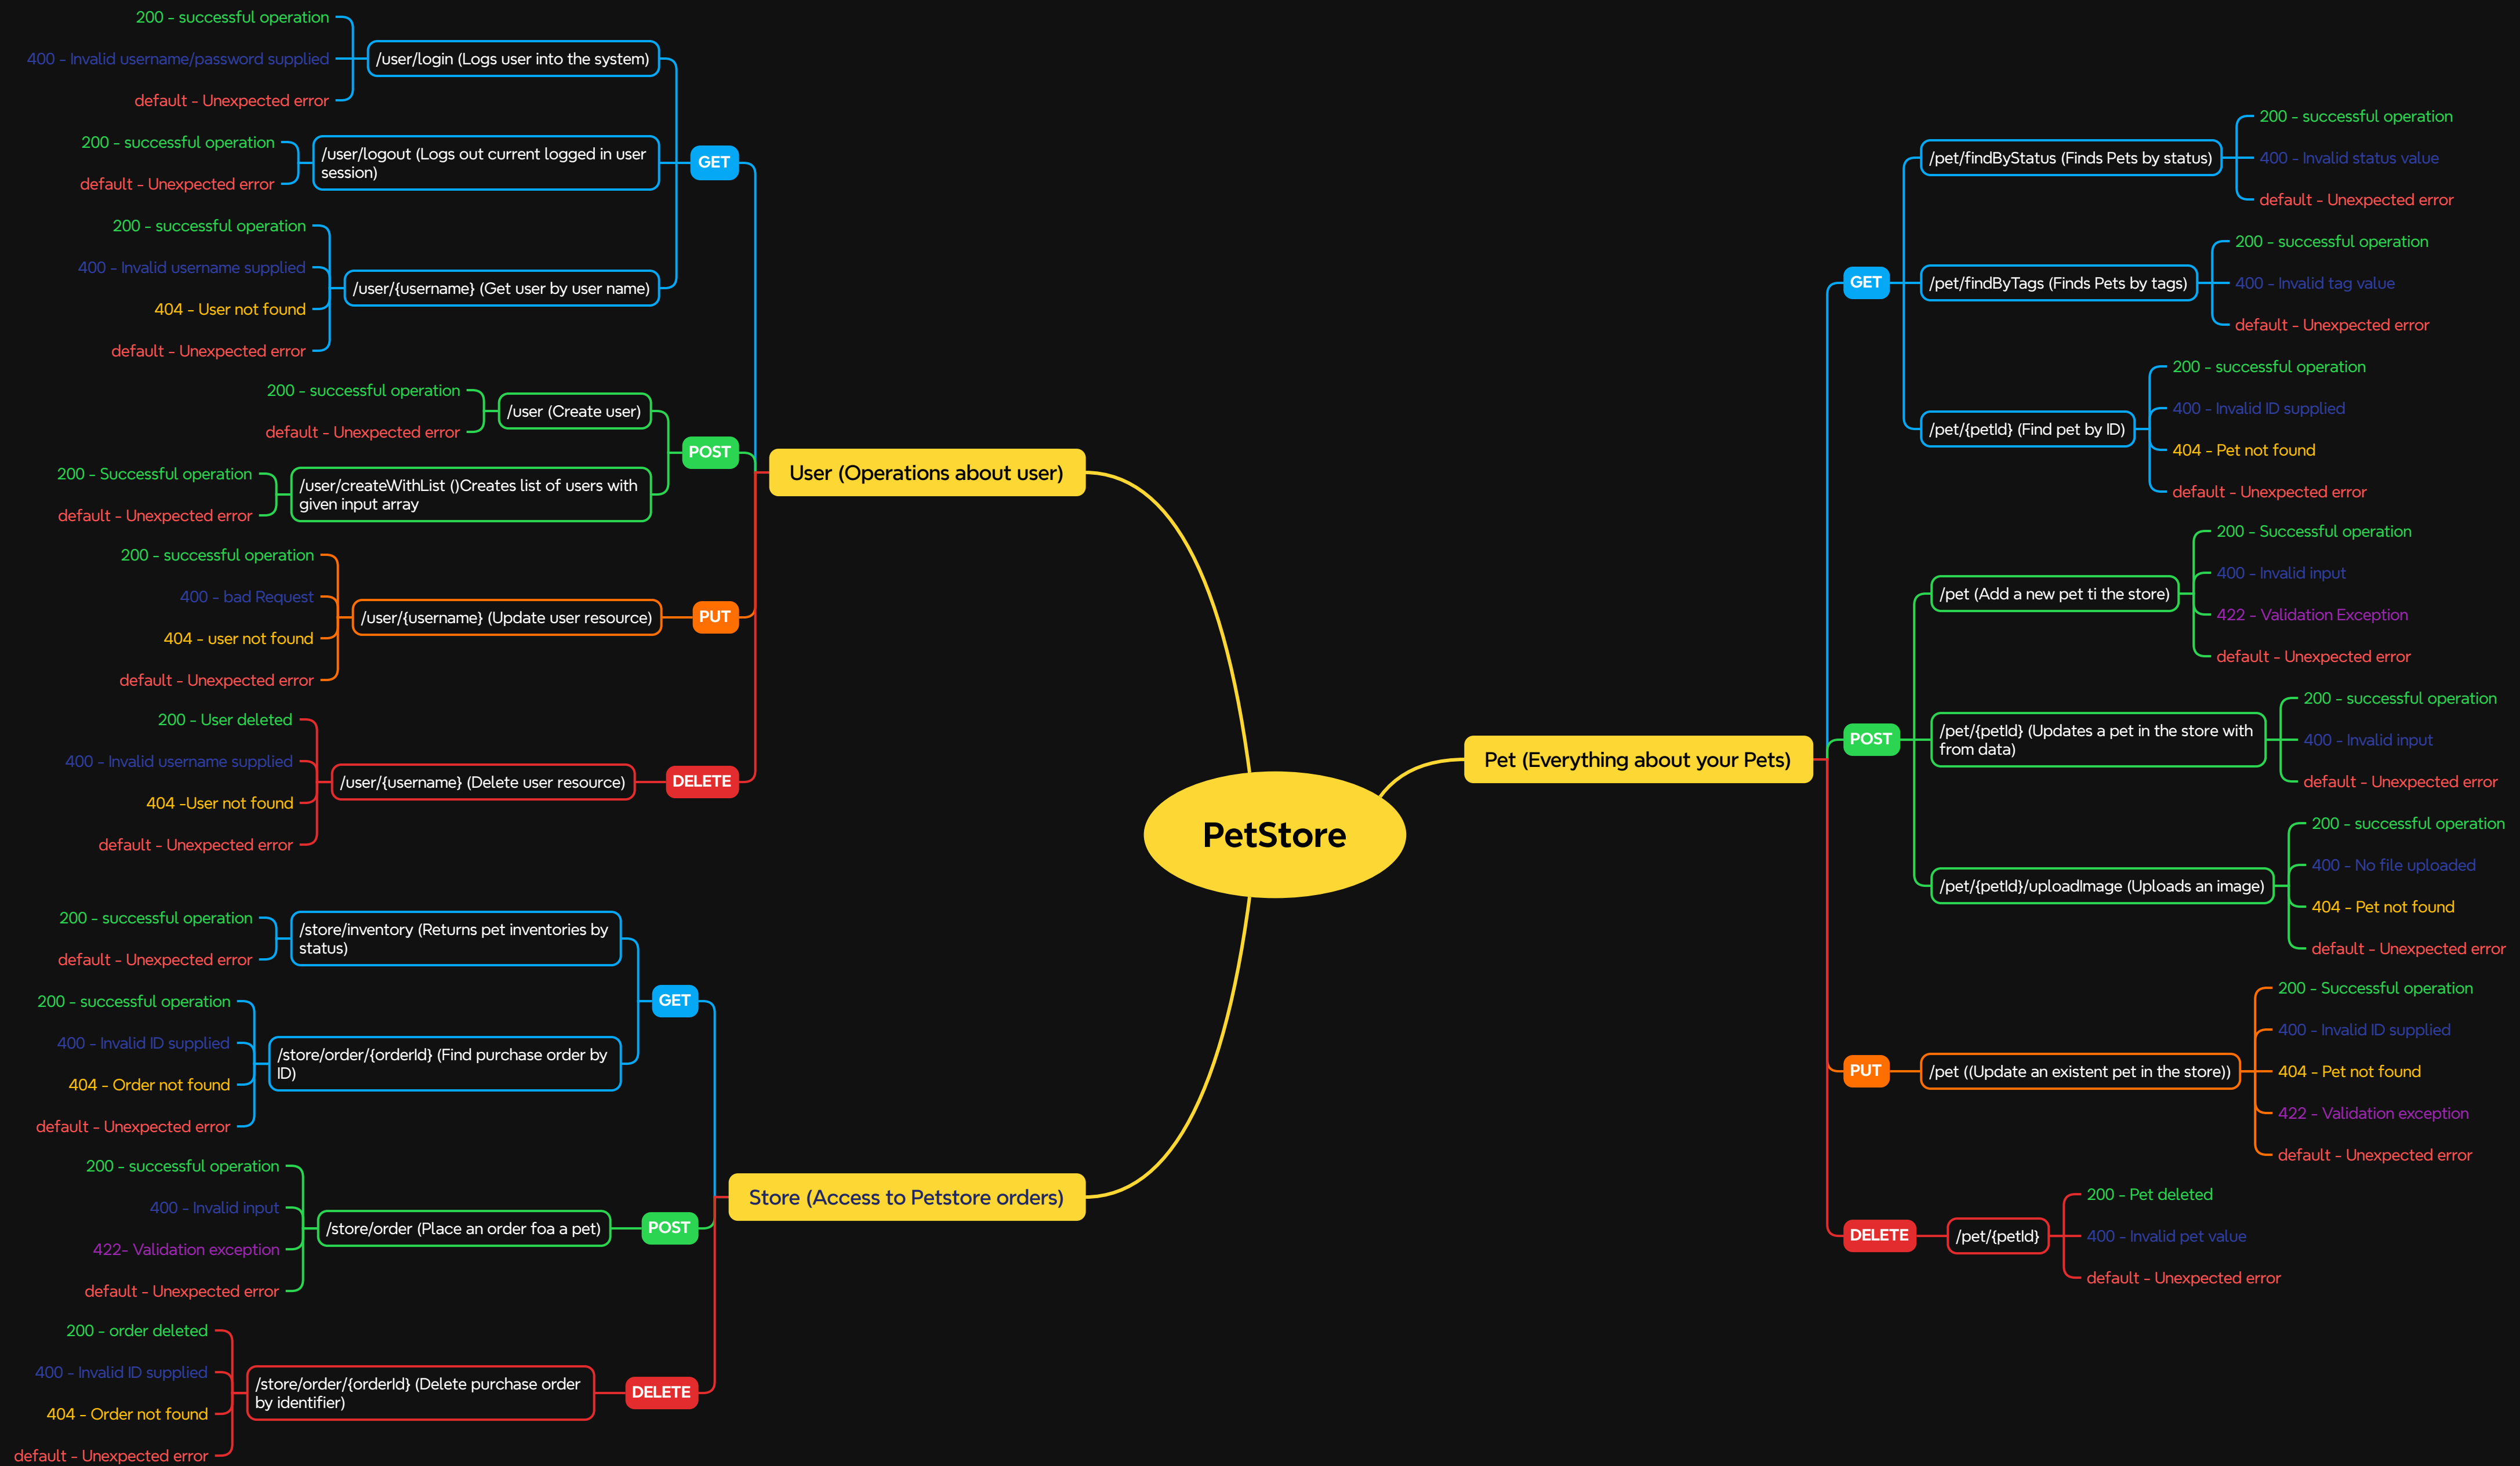 PetStore
User (Operations about user)
GET
/user/login (Logs user into the system)
200 - successful operation
400 - Invalid username/password supplied
default - Unexpected error
/user/logout (Logs out current logged in user
session)
200 - successful operation
default - Unexpected error
/user/{username} (Get user by user name)
200 - successful operation
400 - Invalid username supplied
404 - User not found
default - Unexpected error
POST
/user (Create user)
200 - successful operation
default - Unexpected error
/user/createWithList ()Creates list of users with
given input array
200 - Successful operation
default - Unexpected error
PUT
/user/{username} (Update user resource)
200 - successful operation
400 - bad Request
404 - user not found
default - Unexpected error
DELETE
/user/{username} (Delete user resource)
200 - User deleted
400 - Invalid username supplied
404 -User not found
default - Unexpected error
Store (Access to Petstore orders)
GET
/store/inventory (Returns pet inventories by
status)
200 - successful operation
default - Unexpected error
/store/order/{orderId} (Find purchase order by
ID)
200 - successful operation
400 - Invalid ID supplied
404 - Order not found
default - Unexpected error
POST
/store/order (Place an order foa a pet)
200 - successful operation
400 - Invalid input
422- Validation exception
default - Unexpected error
DELETE
/store/order/{orderId} (Delete purchase order
by identifier)
200 - order deleted
400 - Invalid ID supplied
404 - Order not found
default - Unexpected error
Pet (Everything about your Pets)
GET
/pet/findByStatus (Finds Pets by status)
200 - successful operation
400 - Invalid status value
default - Unexpected error
/pet/findByTags (Finds Pets by tags)
200 - successful operation
400 - Invalid tag value
default - Unexpected error
/pet/{petId} (Find pet by ID)
200 - successful operation
400 - Invalid ID supplied
404 - Pet not found
default - Unexpected error
POST
/pet (Add a new pet ti the store)
200 - Successful operation
400 - Invalid input
422 - Validation Exception
default - Unexpected error
/pet/{petId} (Updates a pet in the store with
from data)
200 - successful operation
400 - Invalid input
default - Unexpected error
/pet/{petId}/uploadImage (Uploads an image)
200 - successful operation
400 - No file uploaded
404 - Pet not found
default - Unexpected error
PUT
/pet ((Update an existent pet in the store))
200 - Successful operation
400 - Invalid ID supplied
404 - Pet not found
422 - Validation exception
default - Unexpected error
DELETE
/pet/{petId}
200 - Pet deleted
400 - Invalid pet value
default - Unexpected error